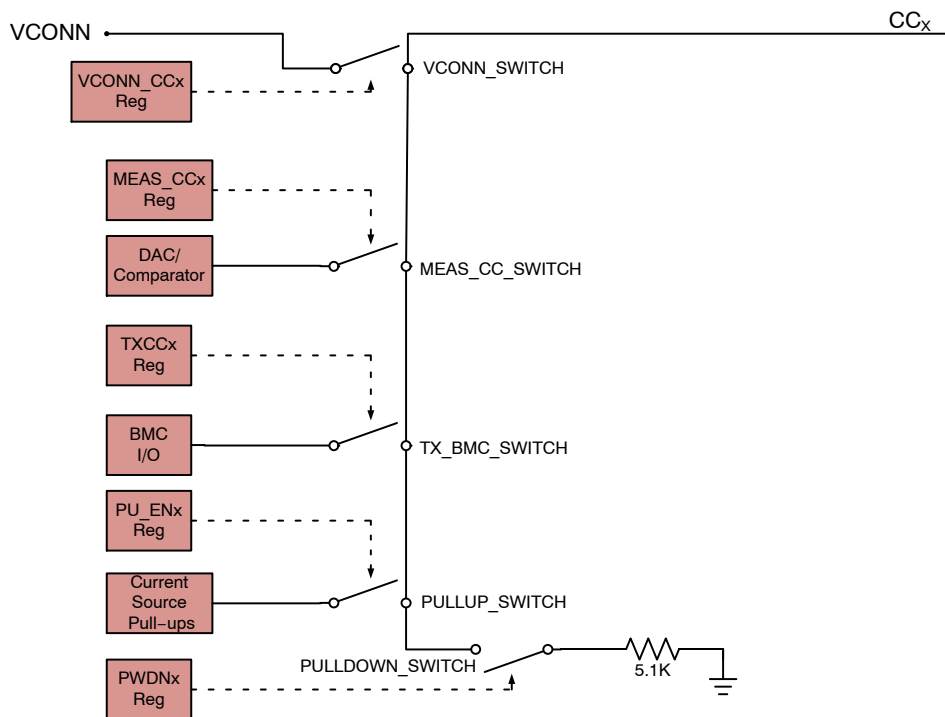 VCONN
CCX
VCONN_CCx
Reg
VCONN_SWITCH
MEAS_CCx
Reg
DAC/
Comparator
MEAS_CC_SWITCH
TXCCx
Reg
BMC
I/O
TX_BMC_SWITCH
PU_ENx
Reg
Current
Source
Pull−ups
PULLUP_SWITCH
PULLDOWN_SWITCH
5.1K
PWDNx
Reg